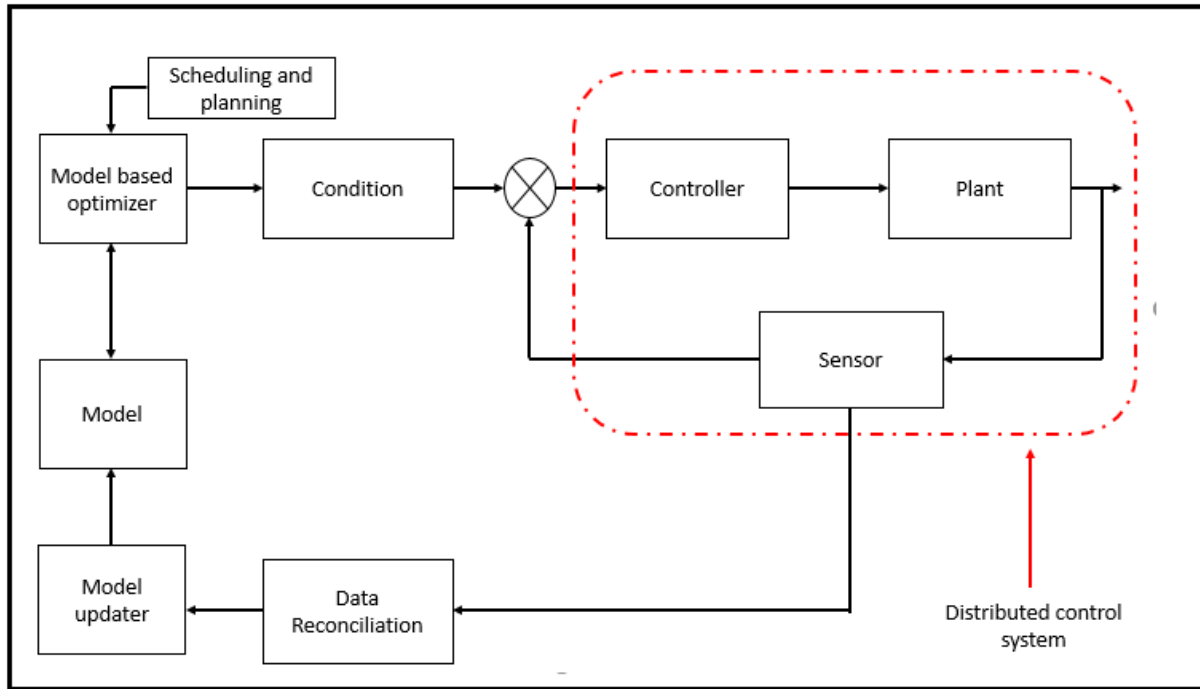 Scheduling and
planning
Model based
optimizer
Condition
Controller
Plant
Sensor
Model
Model
updater
Data
Reconciliation
Distributed control
system